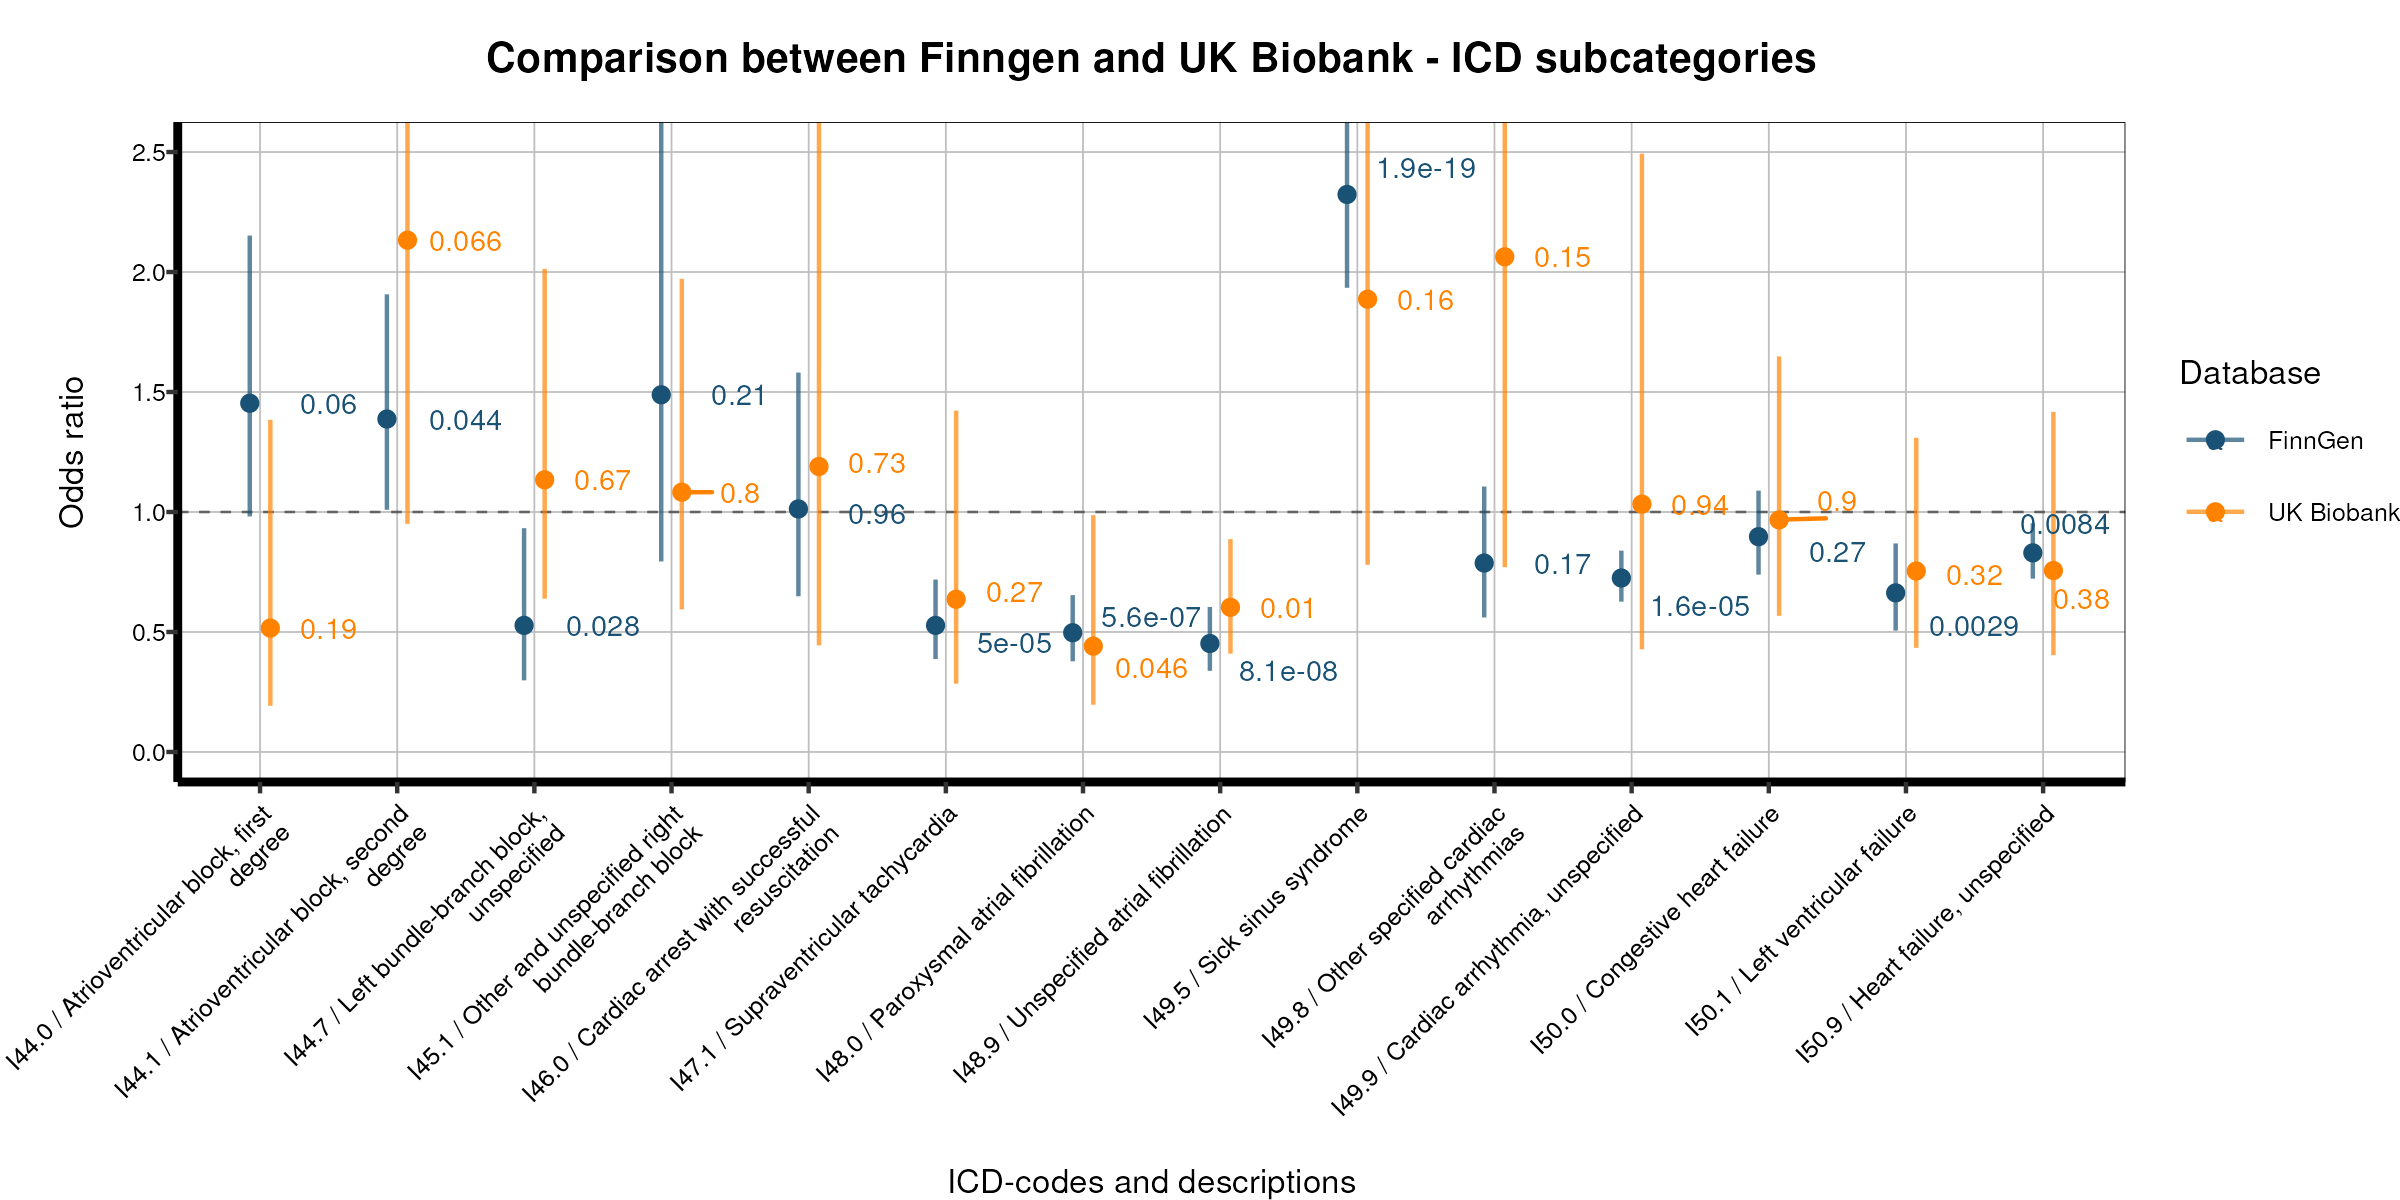 Comparison between Finngen and UK Biobank - ICD subcategories
Odds ratio
2.5
2.0
1.5
1.0
0.5
0.0
0.06
0.19
0.066
0.044
0.67
0.028
0.21
0.8
0.73
0.96
0.27
5e-05
5.6e-07
0.046
0.01
8.1e-08
1.9e-19
0.16
0.15
0.17
0.94
1.6e-05
0.9
0.27
0.32
0.0029
0.0084
0.38
Database
FinnGen
UK Biobank
I44.0 / Atrioventricular block, first
degree
I44.1 / Atrioventricular block, second
degree
I44.7 / Left bundle-branch block,
unspecified
I45.1 / Other and unspecified right
bundle-branch block
I46.0 / Cardiac arrest with successful
resuscitation
I47.1 / Supraventricular tachycardia
I48.0 / Paroxysmal atrial fibrillation
I48.9 / Unspecified atrial fibrillation
I49.5 / Sick sinus syndrome
I49.8 / Other specified cardiac
arrhythmias
I49.9 / Cardiac arrhythmia, unspecified
I50.0 / Congestive heart failure
I50.1 / Left ventricular failure
I50.9 / Heart failure, unspecified
ICD-codes and descriptions